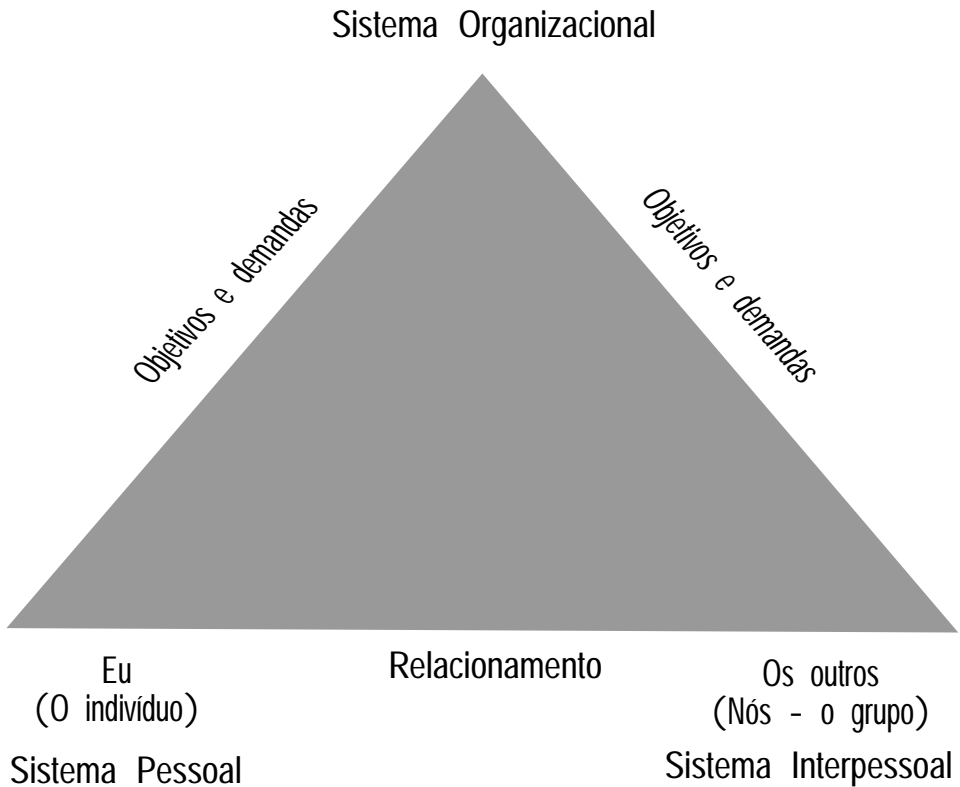 Sistema Organizacional
Objetivos e demandas
Objetivos e demandas
Eu
(O indivíduo)
Sistema Pessoal
Relacionamento
Os outros
(Nós - o grupo)
Sistema Interpessoal